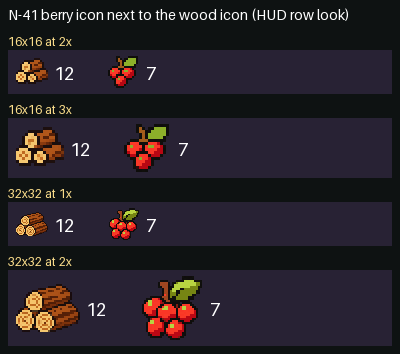 N-41 berry icon next to the wood icon (HUD row look)
16x16 at 2x
12 7
16x16 at 3x
12 7
32x32 at 1x
12 7
32x32 at 2x
12 7